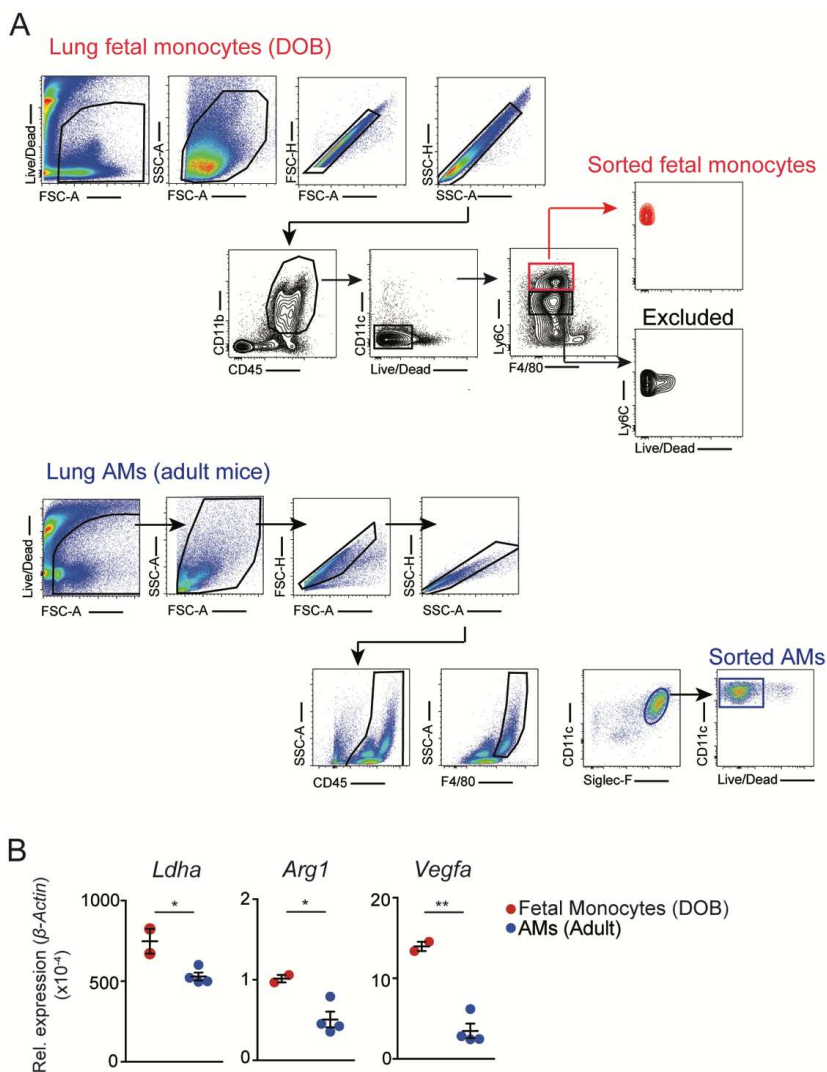 A
Lung fetal monocytes (DOB)
Live/Dead
FSC-A
SSC-A
FSC-A
FSC-H
FSC-A
SSC-H
SSC-A
Sorted fetal monocytes
CD11b
CD45
CD11c
Live/Dead
Ly6C
F4/80
Excluded
Ly6C
Live/Dead
Lung AMs (adult mice)
Live/Dead
FSC-A
SSC-A
FSC-A
FSC-H
FSC-A
SSC-H
SSC-A
SSC-A
CD45
SSC-A
F4/80
CD11c
Siglec-F
Sorted AMs
CD11c
Live/Dead
B
Rel. expression (β-Actin)
(x10⁻⁴)
Ldha
1000
500
0
*
Arg1
2
1
0
*
Vegfa
20
10
0
**
Fetal Monocytes (DOB)
AMs (Adult)